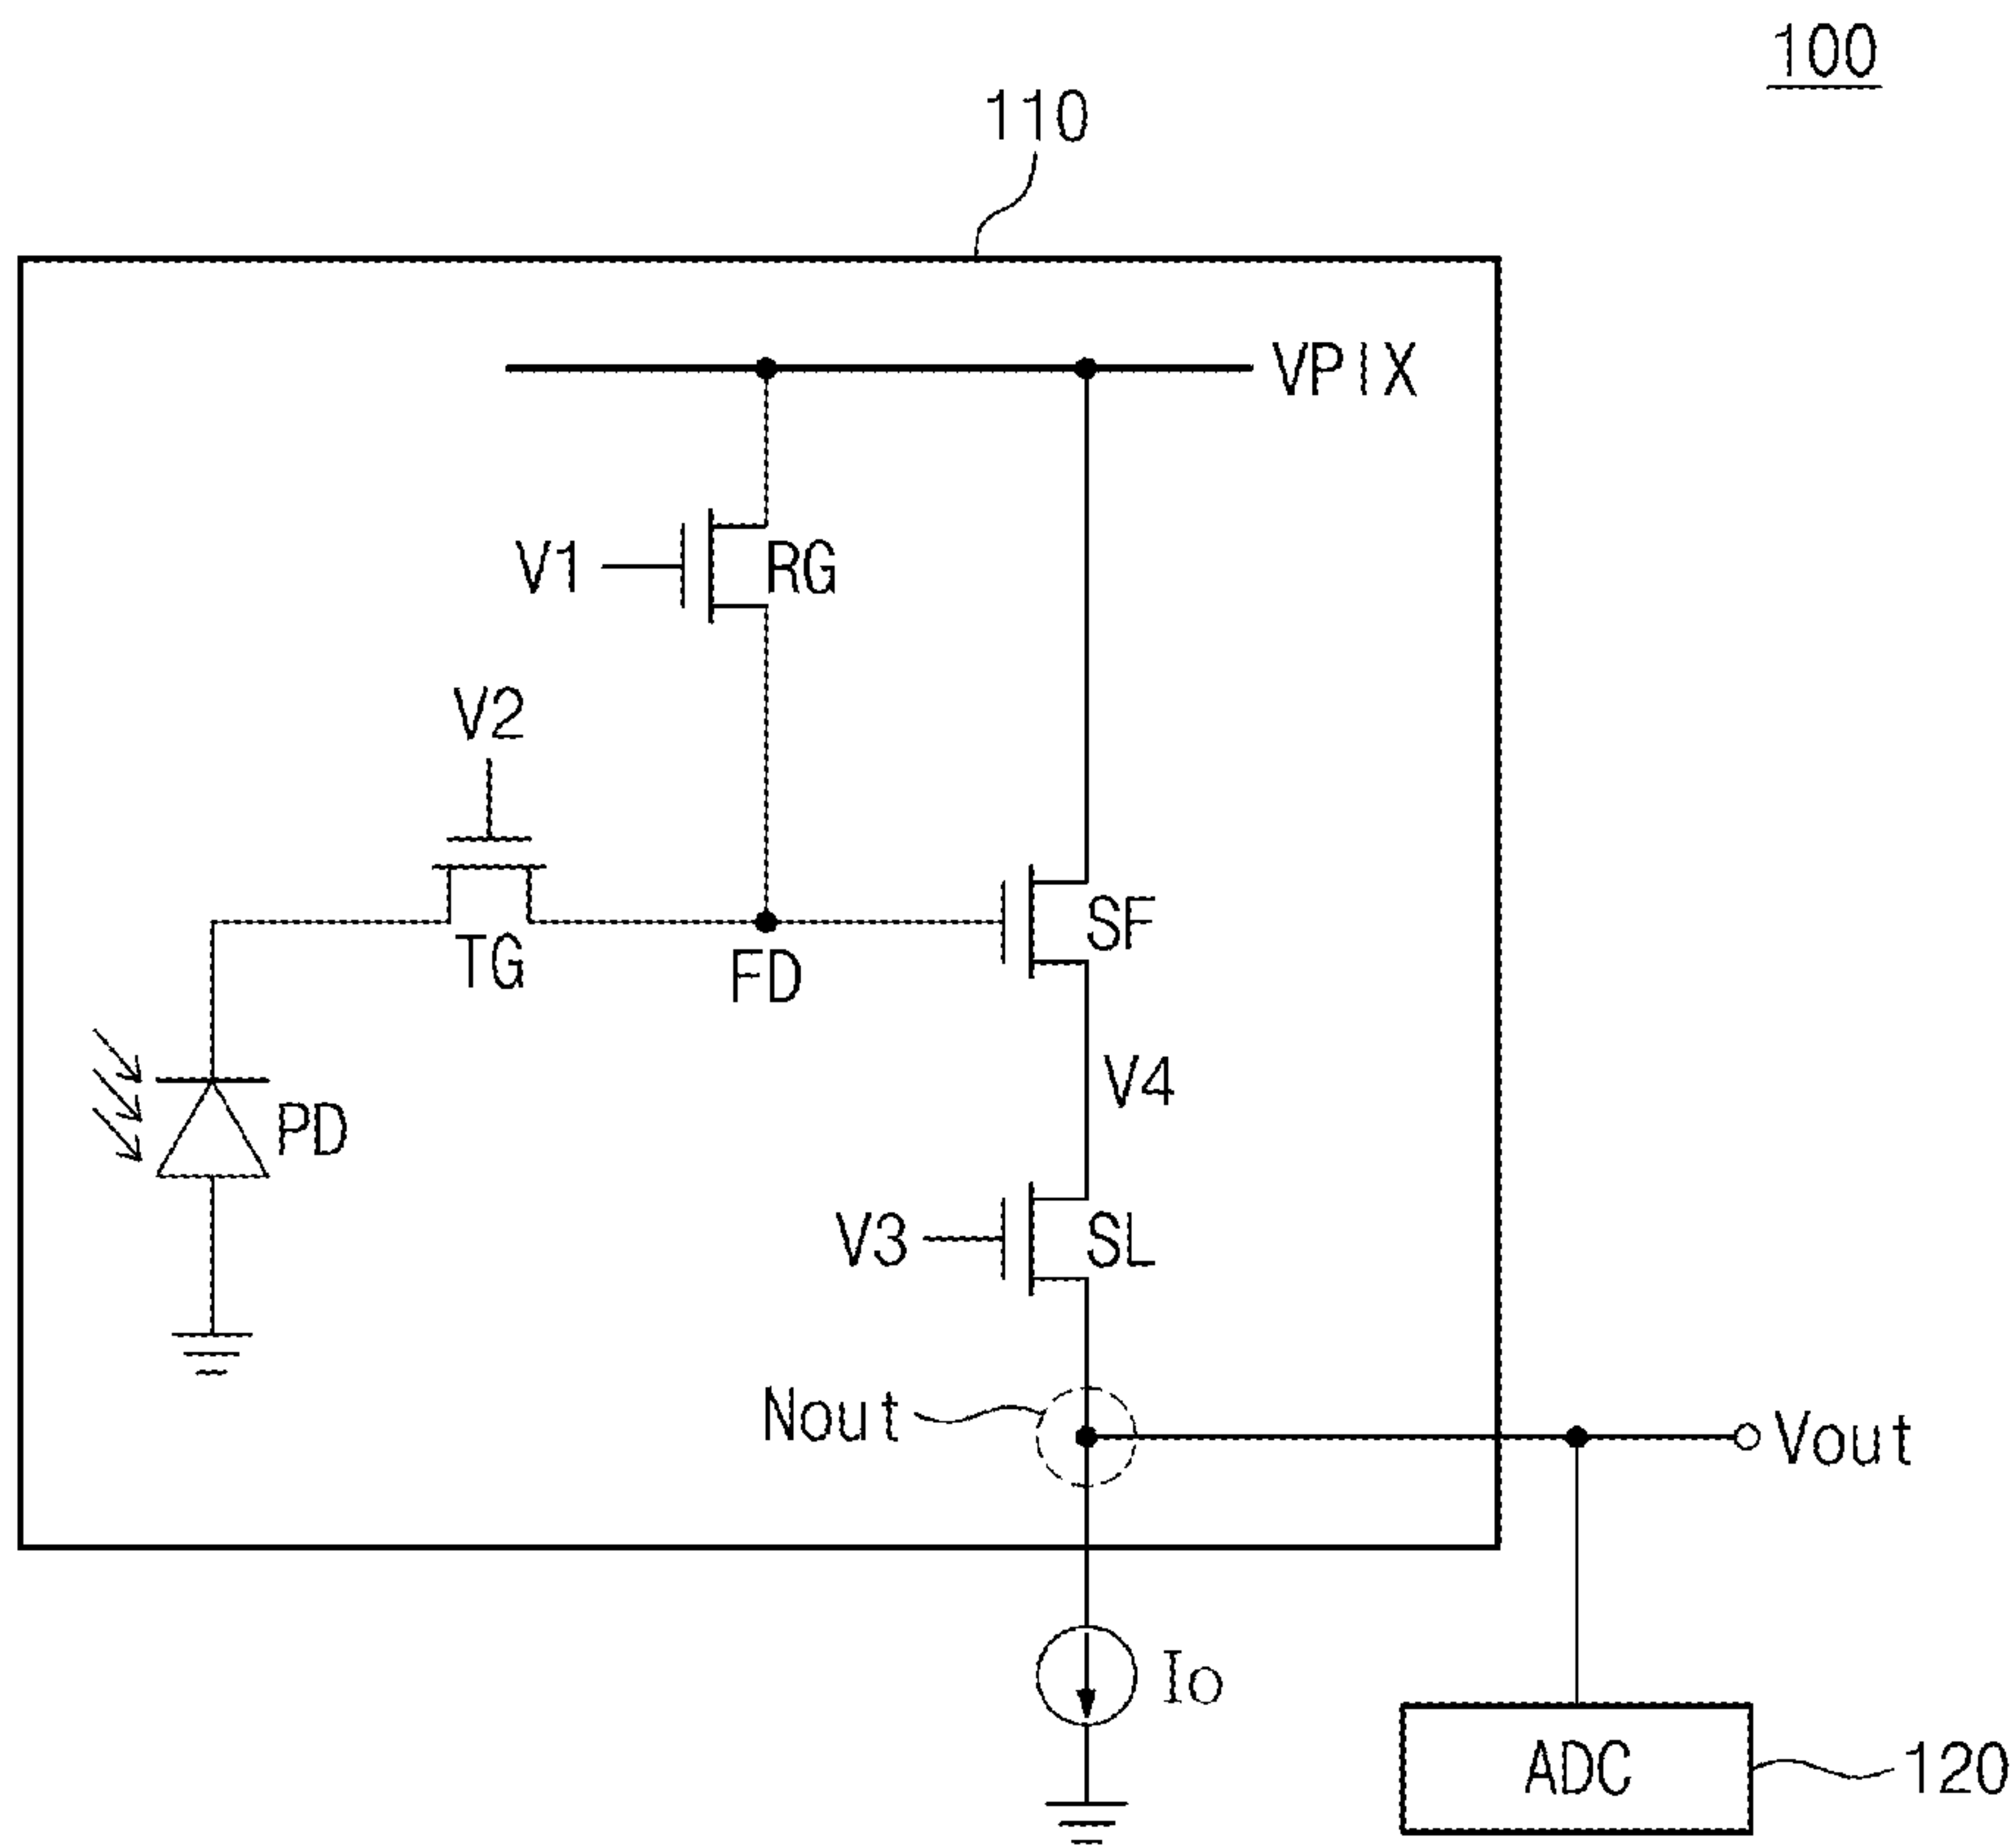 100
110
VPIX
V1
RG
V2
TG
FD
SF
V4
PD
V3
SL
Nout
Vout
Io
ADC
120